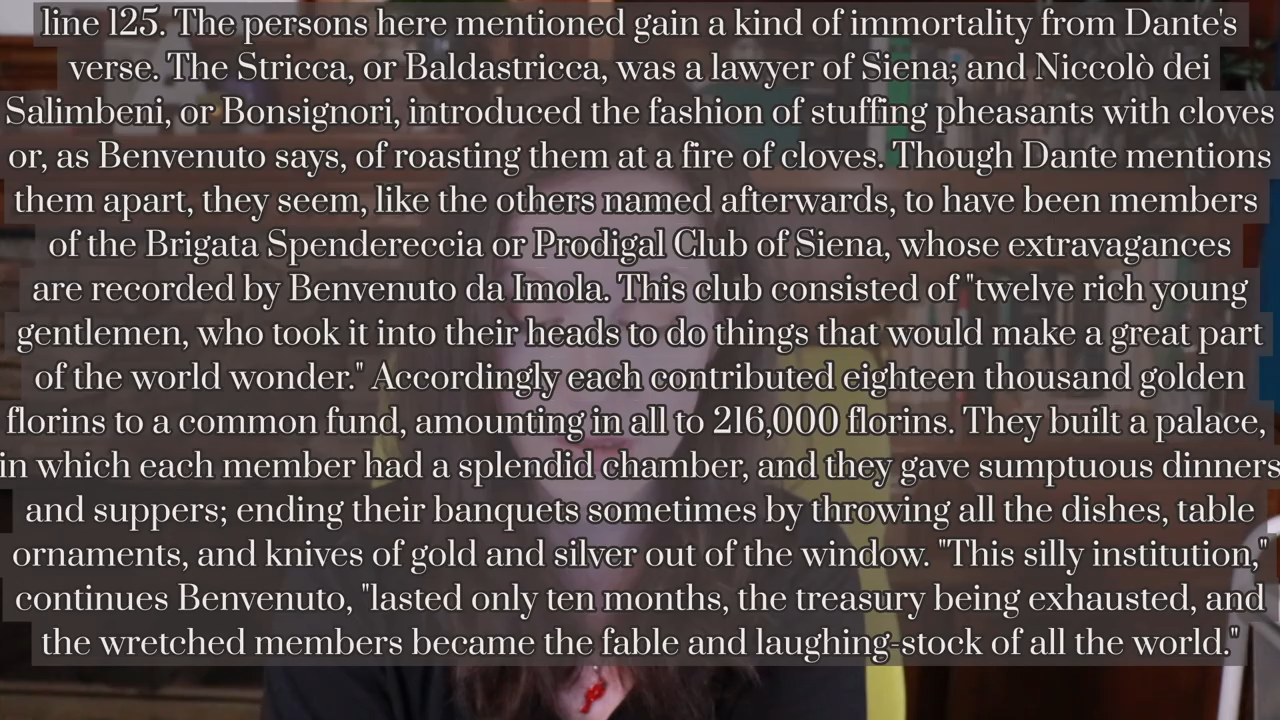 line 125. The persons here mentioned gain a kind of immortality from Dante's
verse. The Stricca, or Baldastricca, was a lawyer of Siena; and Niccolò dei
Salimbeni, or Bonsignori, introduced the fashion of stuffing pheasants with cloves
or, as Benvenuto says, of roasting them at a fire of cloves. Though Dante mentions
them apart, they seem, like the others named afterwards, to have been members
of the Brigata Spendereccia or Prodigal Club of Siena, whose extravagances
are recorded by Benvenuto da Imola. This club consisted of "twelve rich young
gentlemen, who took it into their heads to do things that would make a great part
of the world wonder." Accordingly each contributed eighteen thousand golden
florins to a common fund, amounting in all to 216,000 florins. They built a palace,
in which each member had a splendid chamber, and they gave sumptuous dinners
and suppers; ending their banquets sometimes by throwing all the dishes, table
ornaments, and knives of gold and silver out of the window. "This silly institution,"
continues Benvenuto, "lasted only ten months, the treasury being exhausted, and
the wretched members became the fable and laughing-stock of all the world."